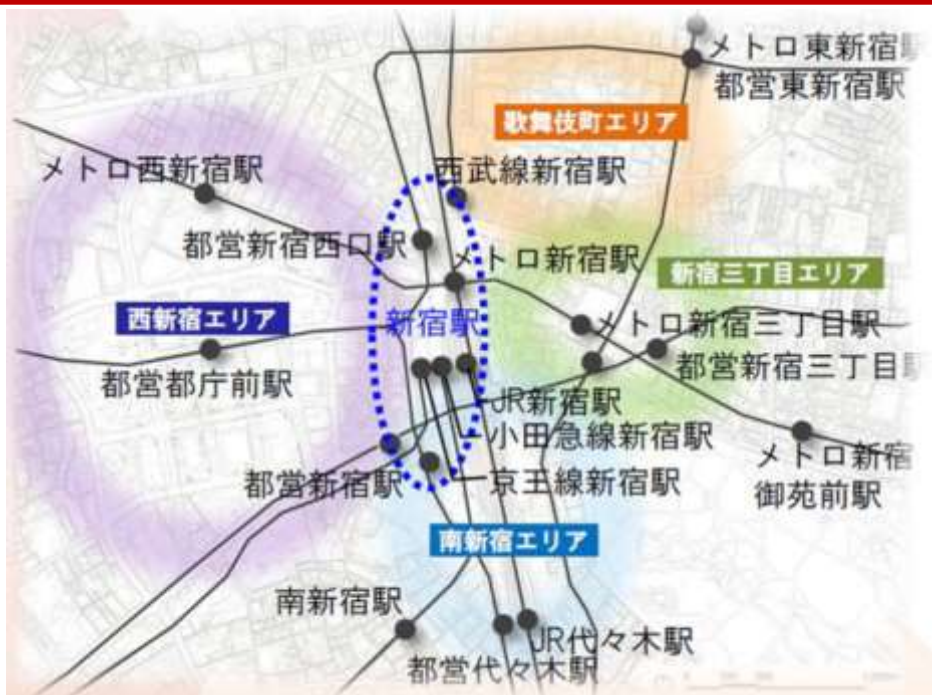 メトロ東新宿駅
都営東新宿駅
歌舞伎町エリア
メトロ西新宿駅
西武線新宿駅
都営新宿西口駅
メトロ新宿駅
新宿三丁目エリア
西新宿エリア
新宿駅
メトロ新宿三丁目駅
都営都庁前駅
都営新宿三丁目駅
JR新宿駅
小田急線新宿駅
メトロ新宿
御苑前駅
都営新宿駅
京王線新宿駅
南新宿エリア
南新宿駅
JR代々木駅
都営代々木駅